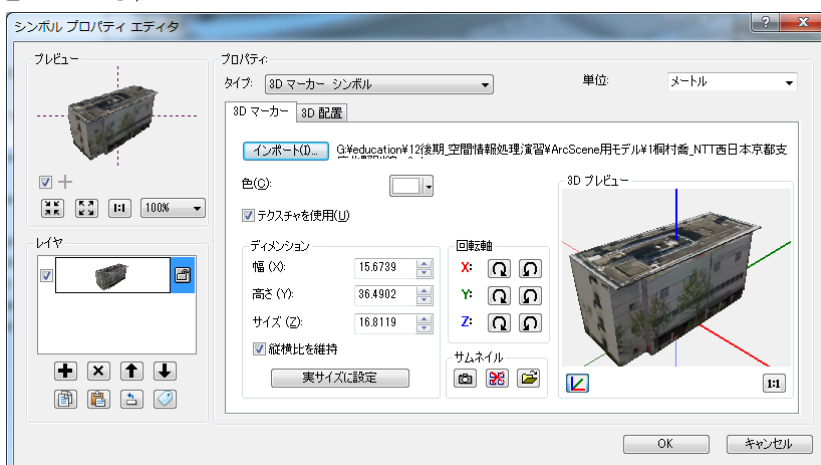 シンボル プロパティ エディタ
プレビュー
100%
レイヤ
プロパティ:
タイプ: 3D マーカー シンボル
単位: メートル
3D マーカー 3D 配置
インポート(I)... G:¥education¥12後期_空間情報処理演習¥ArcScene用モデル¥1桐村喬_NTT西日本京都支
色(C):
テクスチャを使用(U)
ディメンション
幅 (X): 15.6739
高さ (Y): 36.4902
サイズ (Z): 16.8119
縦横比を維持
実サイズに設定
回転軸
X:
Y:
Z:
サムネイル
3D プレビュー
1:1
1:1
OK キャンセル